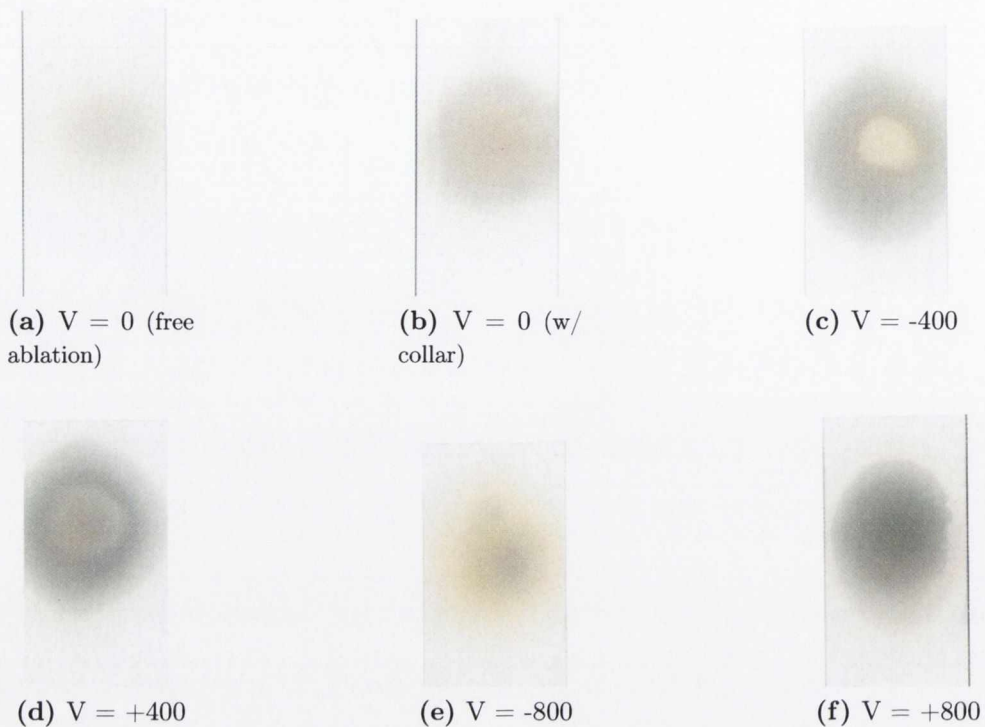 (a) V = 0 (free
ablation)
(b) V = 0 (w/
collar)
(c) V = -400
(d) V = +400
(e) V = -800
(f) V = +800